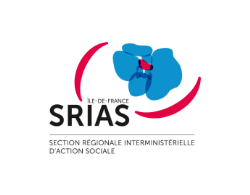 ÎLE-DE-FRANCE
SRIAS
SECTION RÉGIONALE INTERMINISTÉRIELLE
D'ACTION SOCIALE